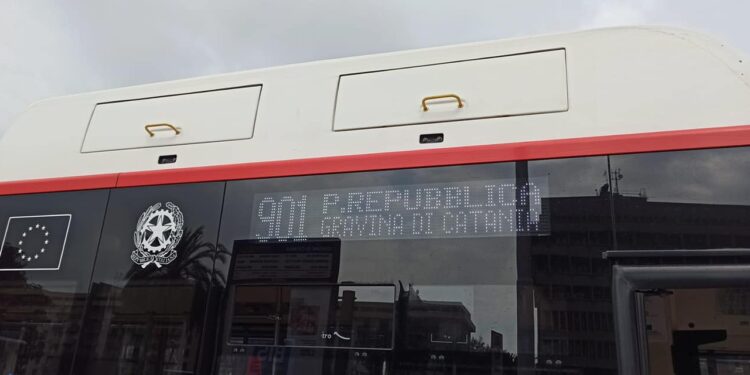 901 P.REPUBBLICA
GRAVINA DI CATANIA